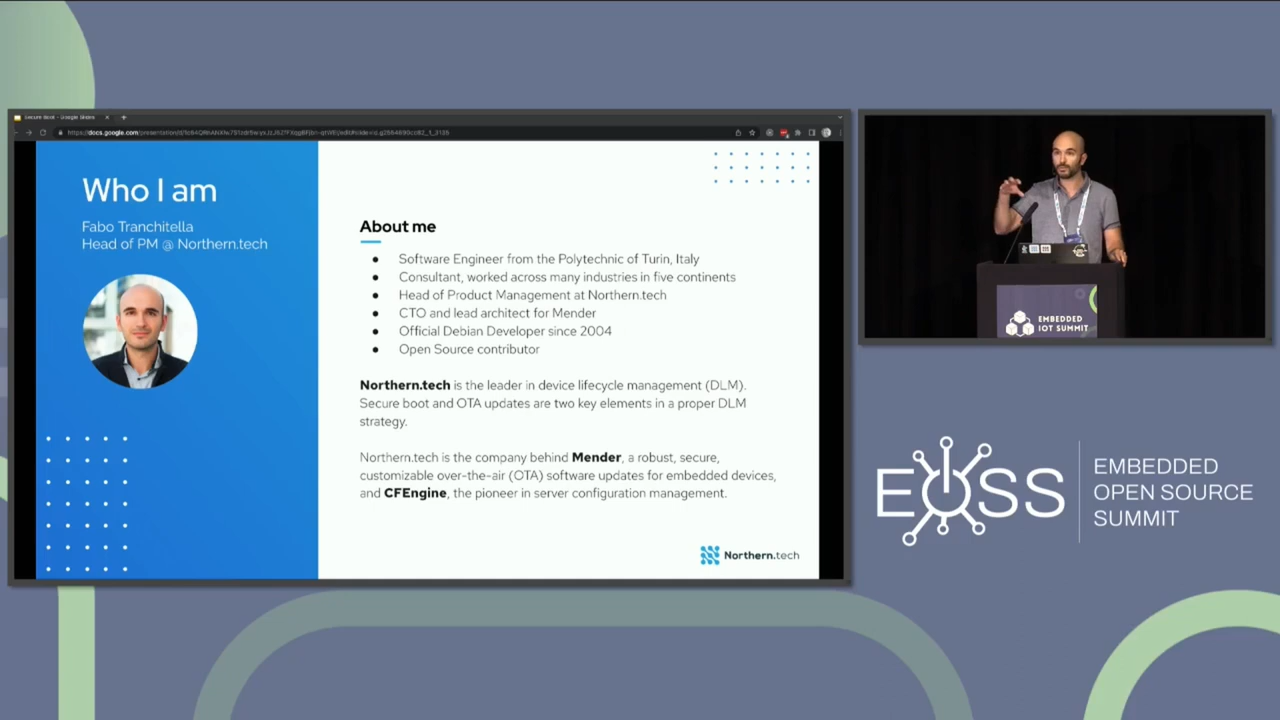 Secure Boot - Google Slides
Who I am
Fabo Tranchitella
Head of PM @ Northern.tech
About me
● Software Engineer from the Polytechnic of Turin, Italy
● Consultant, worked across many industries in five continents
● Head of Product Management at Northern.tech
● CTO and lead architect for Mender
● Official Debian Developer since 2004
● Open Source contributor
Northern.tech is the leader in device lifecycle management (DLM).
Secure boot and OTA updates are two key elements in a proper DLM
strategy.
Northern.tech is the company behind Mender, a robust, secure,
customizable over-the-air (OTA) software updates for embedded devices,
and CFEngine, the pioneer in server configuration management.
Northern.tech
EMBEDDED
IOT SUMMIT
EOSS
EMBEDDED
OPEN SOURCE
SUMMIT